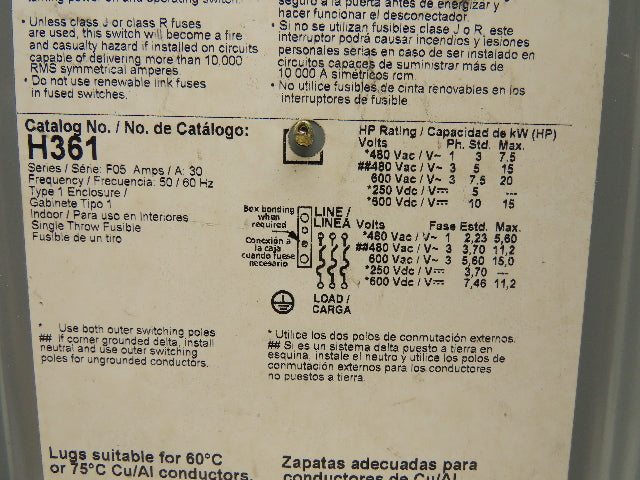 • Unless class J or class R fuses
are used, this switch will become a fire
and casualty hazard if installed on circuits
capable of delivering more than 10,000
RMS symmetrical amperes
• Do not use renewable link fuses
in fused switches.
seguro a la puerta antes de energizar y
hacer funcionar el desconectador.
• Si no se utilizan fusibles clase J o R, este
interruptor podrá causar incendios y lesiones
personales serias en caso de ser instalado en
circuitos capaces de suministrar más de
10 000 A simétricos rcm.
• No utilice fusibles de cinta renovables en los
interruptores de fusible
Catalog No. / No. de Catálogo:
H361
Series / Série: F05 Amps / A: 30
Frequency / Frecuencia: 50 / 60 Hz
Type 1 Enclosure /
Gabinete Tipo 1
Indoor / Para uso en Interiores
Single Throw Fusible
Fusible de un tiro
Box bonding
when
required
Conexión a
la caja
cuando fuese
necesario
LINE /
LINEA
LOAD /
CARGA
HP Rating / Capacidad de kW (HP)
Volts Ph. Std. Max.
*480 Vac / V~ 1 3 7.5
##480 Vac / V~ 3 5 15
600 Vac / V~ 3 7.5 20
*250 Vdc / V⎓ 5 ---
*600 Vdc / V⎓ 10 15
Volts Fase Estd. Max.
*480 Vac / V~ 1 2,23 5,60
##480 Vac / V~ 3 3,70 11,2
600 Vac / V~ 3 5,60 15,0
*250 Vdc / V⎓ 3,70 ---
*600 Vdc / V⎓ 7,46 11,2
* Use both outer switching poles
## If corner grounded delta, install
neutral and use outer switching
poles for ungrounded conductors.
* Utilice los dos polos de conmutación externos.
## Si es un sistema delta puesto a tierra en
esquina, instale el neutro y utilice los polos de
conmutación externos para los conductores
no puestos a tierra.
Lugs suitable for 60°C
or 75°C Cu/Al conductors.
Zapatas adecuadas para
conductores de Cu/Al